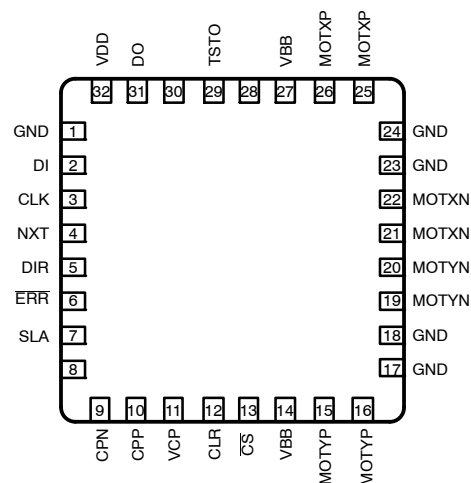 VDD DO TSTO VBB MOTXP MOTXP
32 31 30 29 28 27 26 25
GND 1 24 GND
DI 2 23 GND
CLK 3 22 MOTXN
NXT 4 21 MOTXN
DIR 5 20 MOTYN
ERR 6 19 MOTYN
SLA 7 18 GND
8 17 GND
9 10 11 12 13 14 15 16
CPN CPP VCP CLR CS VBB MOTYP MOTYP